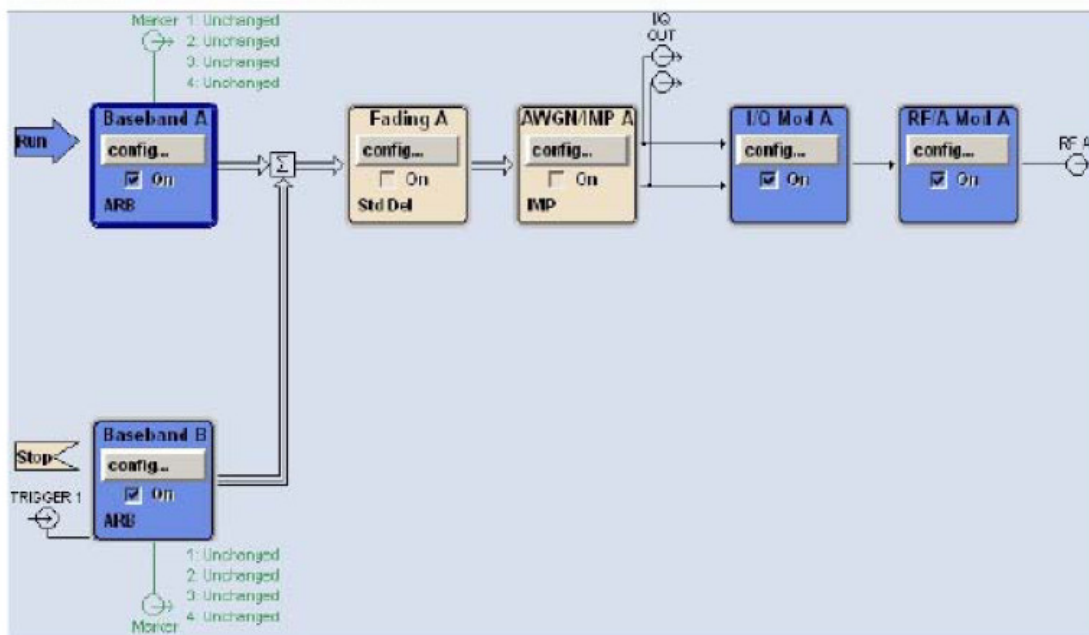 Marker 1: Unchanged
2: Unchanged
3: Unchanged
4: Unchanged
I/Q
OUT
Run
Baseband A
config...
On
ARB
Σ
Fading A
config...
On
Std Del
AWGN/IMP A
config...
On
IMP
I/Q Mod A
config...
On
RF/A Mod A
config...
On
RF A
Stop
TRIGGER 1
Baseband B
config...
On
ARB
1: Unchanged
2: Unchanged
3: Unchanged
4: Unchanged
Marker